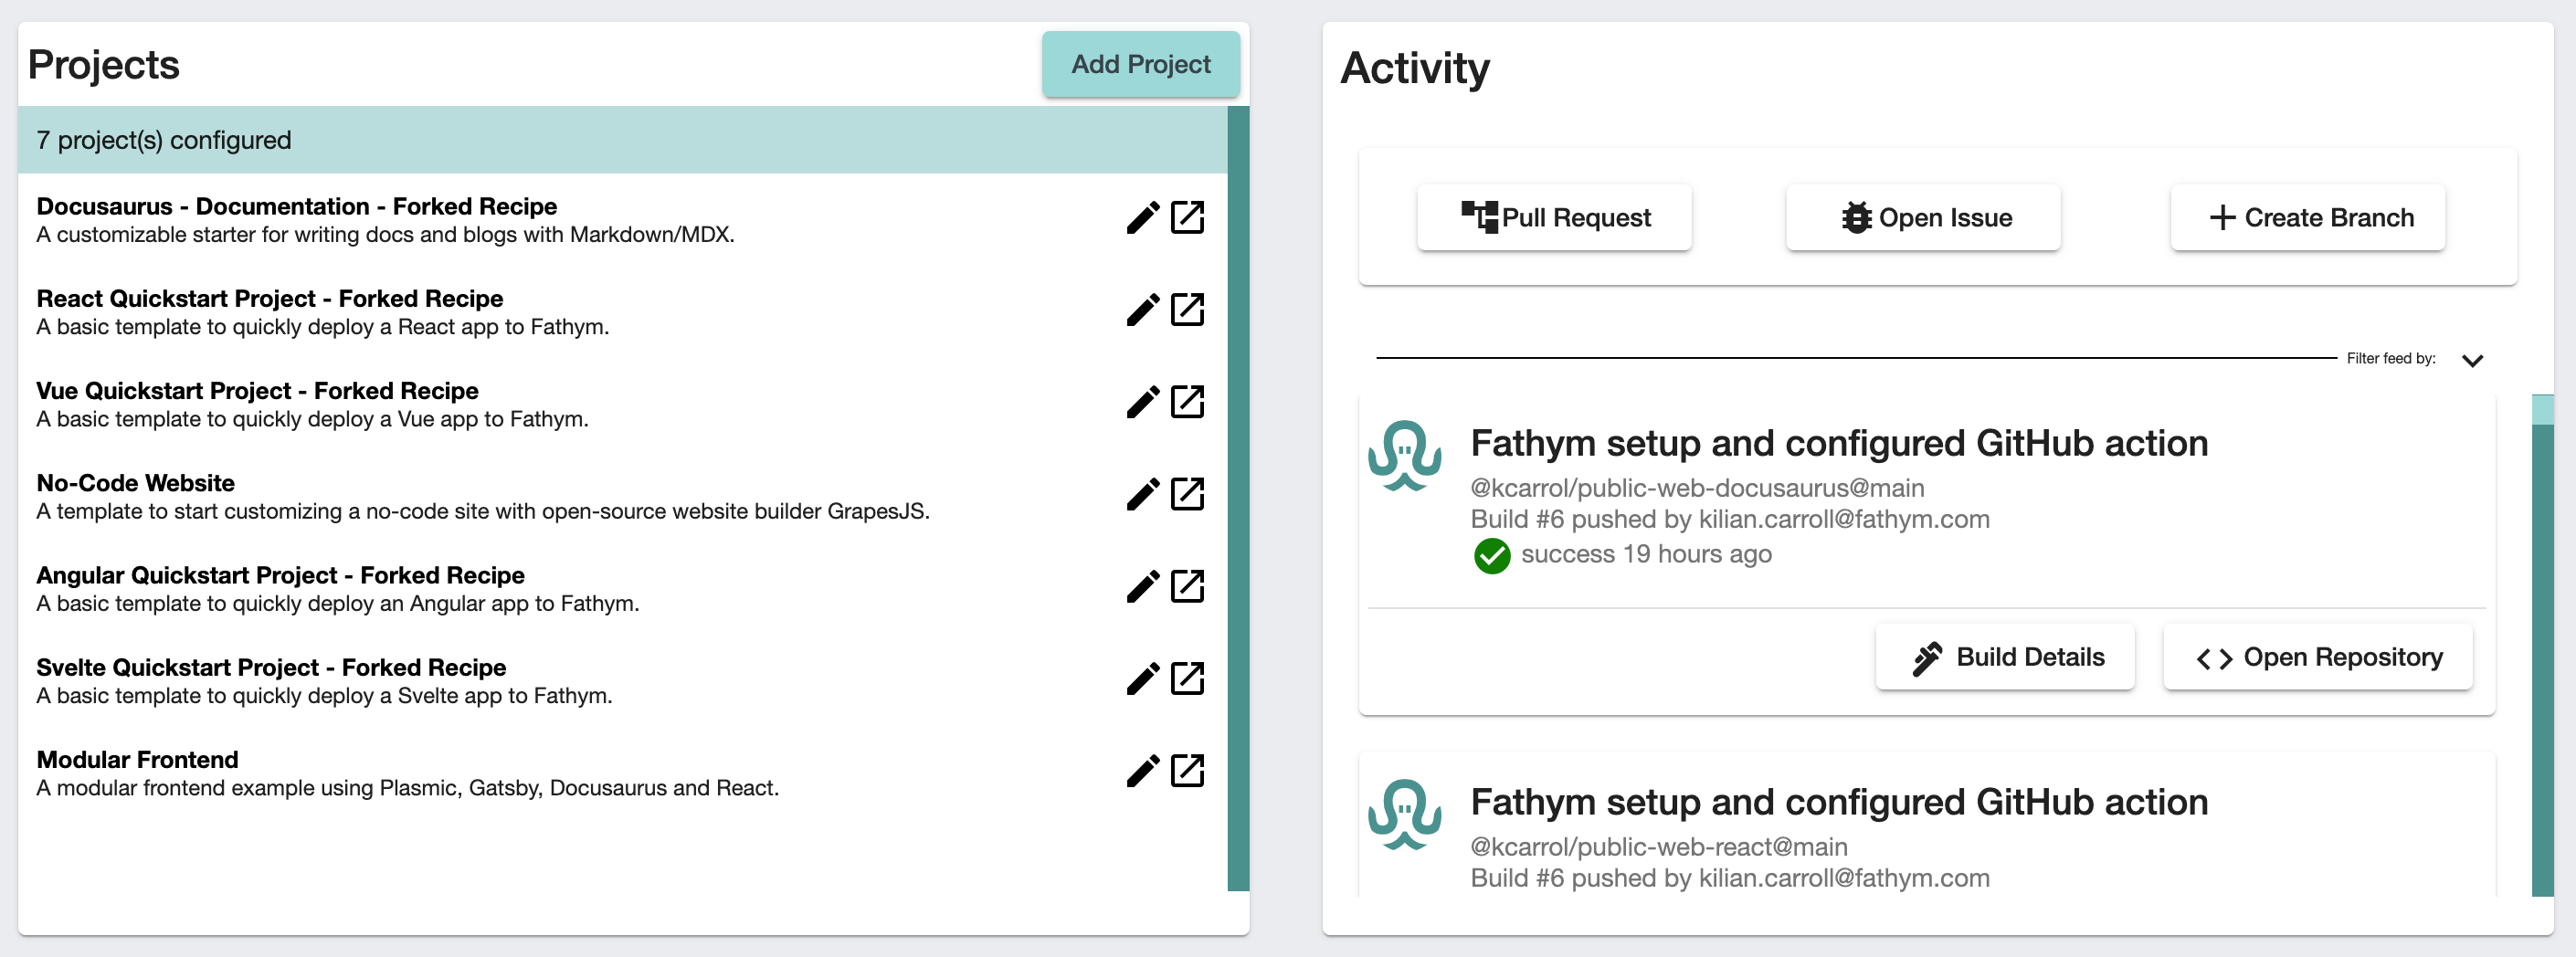 Projects
Add Project
7 project(s) configured
Docusaurus - Documentation - Forked Recipe
A customizable starter for writing docs and blogs with Markdown/MDX.
React Quickstart Project - Forked Recipe
A basic template to quickly deploy a React app to Fathym.
Vue Quickstart Project - Forked Recipe
A basic template to quickly deploy a Vue app to Fathym.
No-Code Website
A template to start customizing a no-code site with open-source website builder GrapesJS.
Angular Quickstart Project - Forked Recipe
A basic template to quickly deploy an Angular app to Fathym.
Svelte Quickstart Project - Forked Recipe
A basic template to quickly deploy a Svelte app to Fathym.
Modular Frontend
A modular frontend example using Plasmic, Gatsby, Docusaurus and React.
Activity
Pull Request
Open Issue
Create Branch
Filter feed by:
Fathym setup and configured GitHub action
@kcarrol/public-web-docusaurus@main
Build #6 pushed by kilian.carroll@fathym.com
success 19 hours ago
Build Details
Open Repository
Fathym setup and configured GitHub action
@kcarrol/public-web-react@main
Build #6 pushed by kilian.carroll@fathym.com